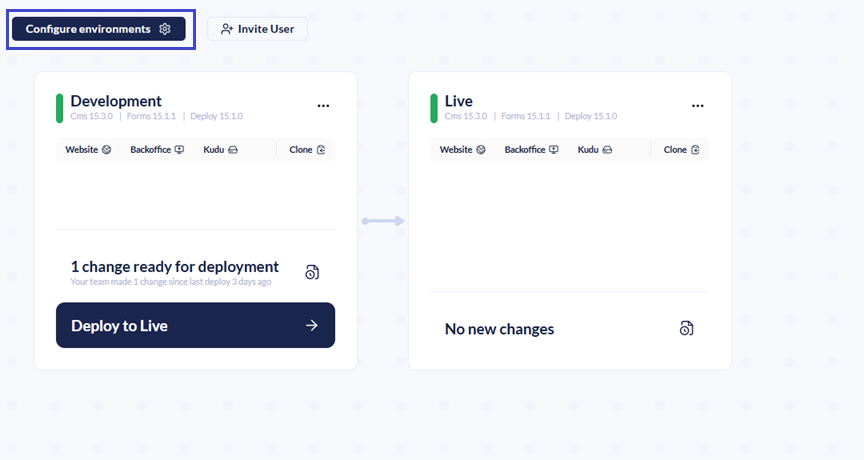 Configure environments
Invite User
Development
Cms 15.3.0 | Forms 15.1.1 | Deploy 15.1.0
Website Backoffice Kudu Clone
1 change ready for deployment
Your team made 1 change since last deploy 3 days ago
Deploy to Live
Live
Cms 15.3.0 | Forms 15.1.1 | Deploy 15.1.0
Website Backoffice Kudu Clone
No new changes